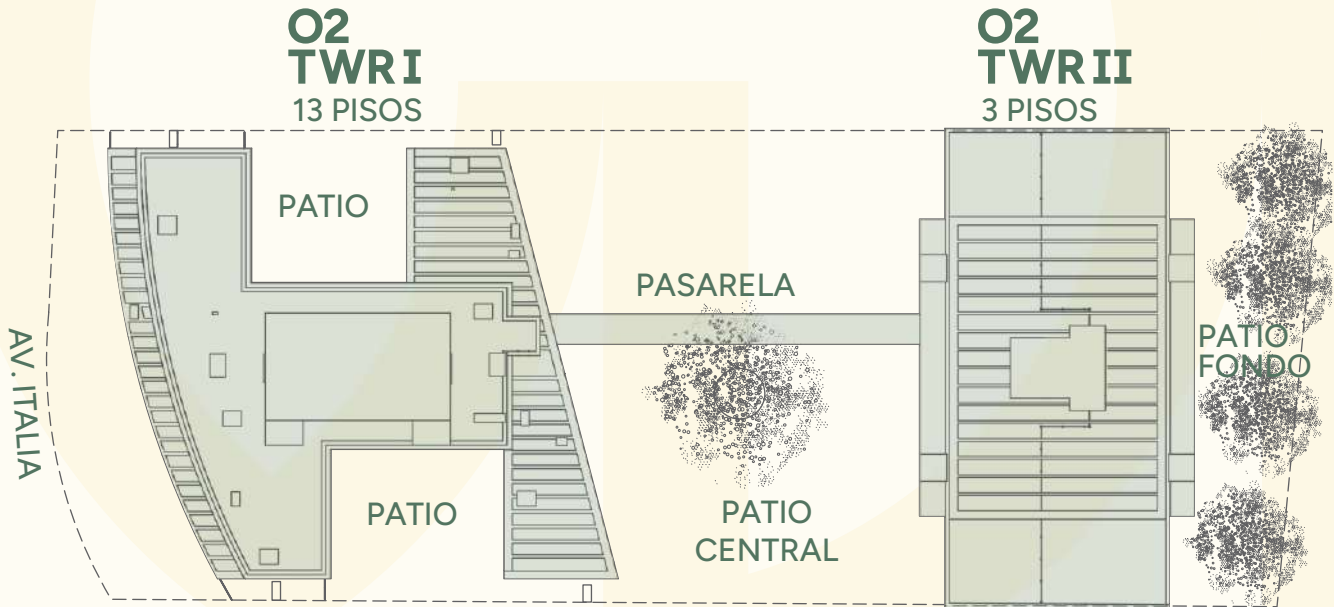 O2
TWR I
13 PISOS
O2
TWR II
3 PISOS
PATIO
PASARELA
AV. ITALIA
PATIO
FONDO
PATIO
PATIO
CENTRAL